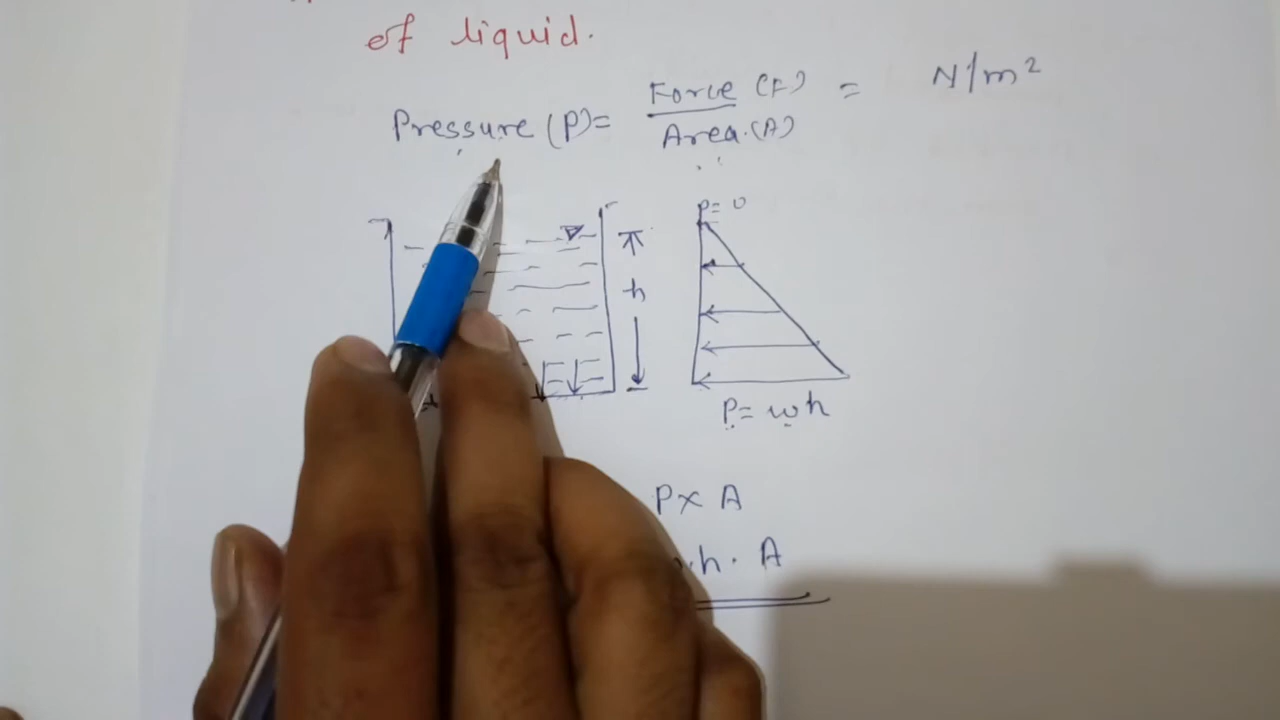 of liquid.
Pressure (P) = Force (F) / Area. (A) = N/m²
P = 0
h
P = wh
P × A
.h. A